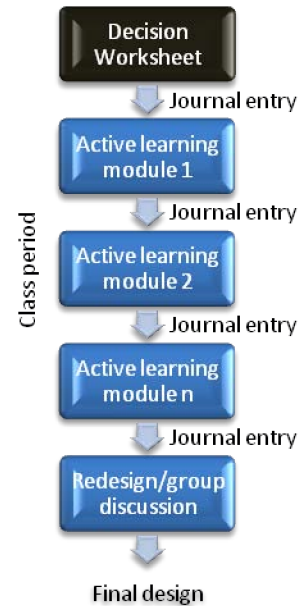 Decision
Worksheet
Journal entry
Active learning
module 1
Journal entry
Class period
Active learning
module 2
Journal entry
Active learning
module n
Journal entry
Redesign/group
discussion
Final design